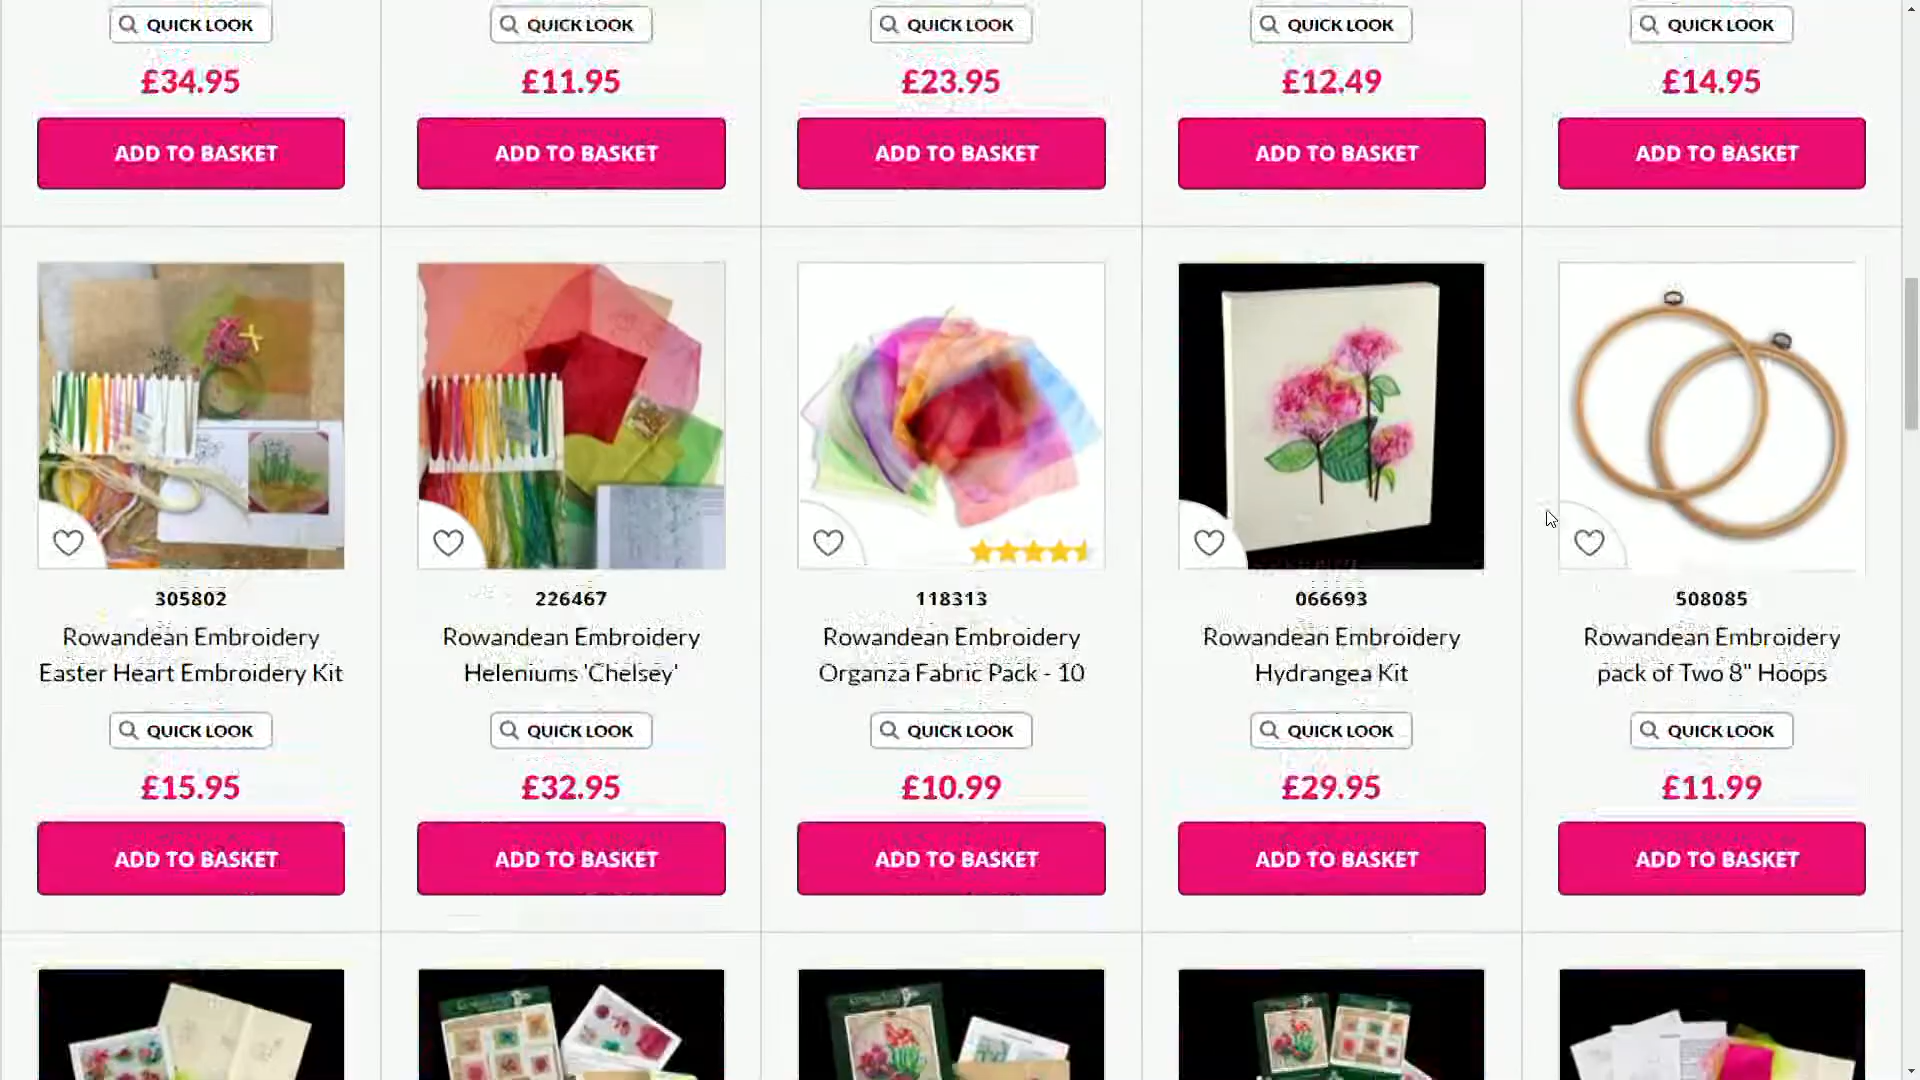 QUICK LOOK
QUICK LOOK
QUICK LOOK
QUICK LOOK
QUICK LOOK
£34.95
£11.95
£23.95
£12.49
£14.95
ADD TO BASKET
ADD TO BASKET
ADD TO BASKET
ADD TO BASKET
ADD TO BASKET
305802
Rowandean Embroidery
Easter Heart Embroidery Kit
226467
Rowandean Embroidery
Heleniums 'Chelsey'
118313
Rowandean Embroidery
Organza Fabric Pack - 10
066693
Rowandean Embroidery
Hydrangea Kit
508085
Rowandean Embroidery
pack of Two 8" Hoops
QUICK LOOK
QUICK LOOK
QUICK LOOK
QUICK LOOK
QUICK LOOK
£15.95
£32.95
£10.99
£29.95
£11.99
ADD TO BASKET
ADD TO BASKET
ADD TO BASKET
ADD TO BASKET
ADD TO BASKET